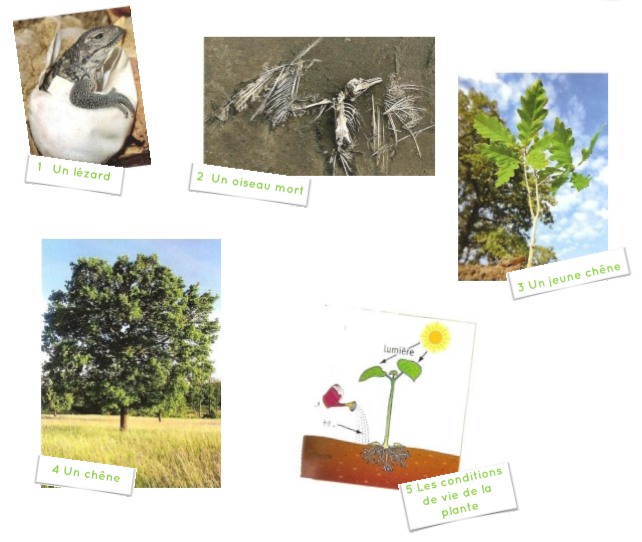 1 Un lézard
2 Un oiseau mort
3 Un jeune chêne
4 Un chêne
lumière
5 Les conditions
de vie de la
plante